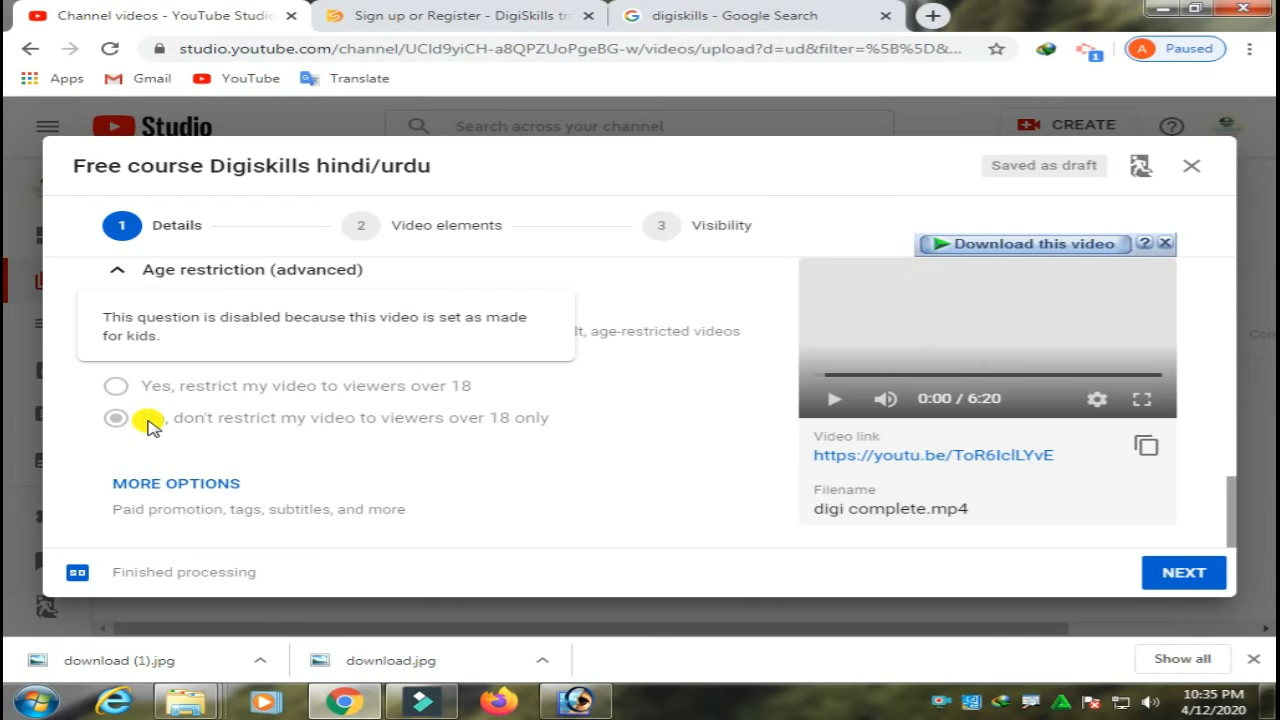 Channel videos - YouTube Studio
Sign up or Register - DigiSkills tra
digiskills - Google Search
studio.youtube.com/channel/UCId9yiCH-a8QPZUoPgeBG-w/videos/upload?d=ud&filter=%5B%5D&...
1
A Paused
Apps Gmail YouTube Translate
Studio
Search across your channel
CREATE
Free course Digiskills hindi/urdu
Saved as draft
1 Details
2 Video elements
3 Visibility
Download this video
Age restriction (advanced)
This question is disabled because this video is set as made
for kids.
lt, age-restricted videos
Yes, restrict my video to viewers over 18
, don't restrict my video to viewers over 18 only
0:00 / 6:20
Video link
https://youtu.be/ToR6IclLYvE
Filename
digi complete.mp4
MORE OPTIONS
Paid promotion, tags, subtitles, and more
SD Finished processing
NEXT
download (1).jpg
download.jpg
Show all
10:35 PM
4/12/2020